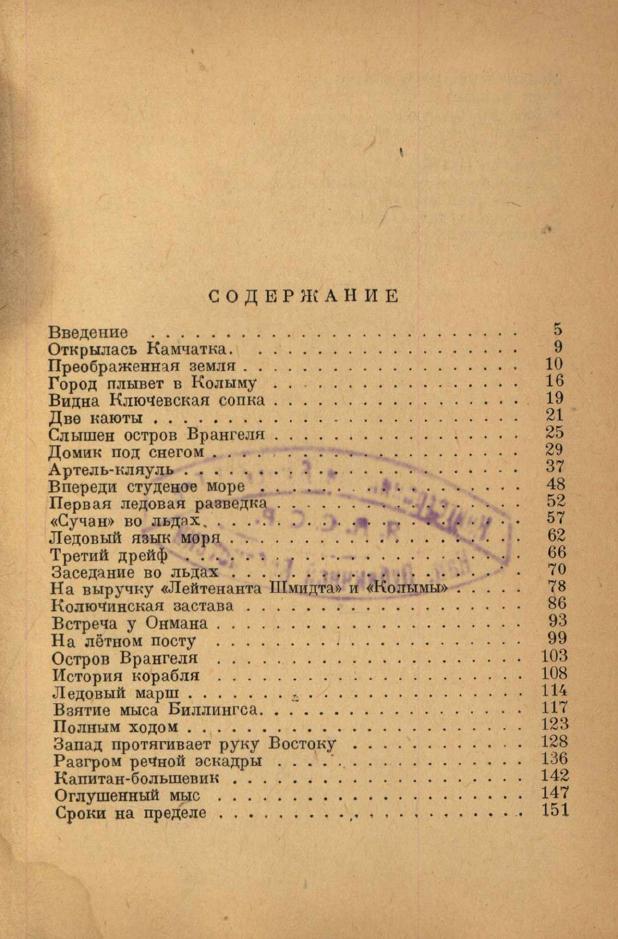 СОДЕРЖАНИЕ
Введение . . . . . . . . . . . . . . . . . . . . 5
Открылась Камчатка. . . . . . . . . . . . . . . 9
Преображенная земля . . . . . . . . . . . . . . . 10
Город плывет в Колыму . . . . . . . . . . . . . . 16
Видна Ключевская сопка . . . . . . . . . . . . . . 19
Две каюты . . . . . . . . . . . . . . . . . . . . 21
Слышен остров Врангеля . . . . . . . . . . . . . . 25
Домик под снегом . . . . . . . . . . . . . . . . . 29
Артель-кляуль . . . . . . . . . . . . . . . . . . 37
Впереди студеное море . . . . . . . . . . . . . . 48
Первая ледовая разведка . . . . . . . . . . . . . 52
«Сучан» во льдах . . . . . . . . . . . . . . . . . 57
Ледовый язык моря . . . . . . . . . . . . . . . . 62
Третий дрейф . . . . . . . . . . . . . . . . . . . 66
Заседание во льдах . . . . . . . . . . . . . . . . 70
На выручку «Лейтенанта Шмидта» и «Колымы» . . . . 78
Колючинская застава . . . . . . . . . . . . . . . 86
Встреча у Онмана . . . . . . . . . . . . . . . . . 93
На лётном посту . . . . . . . . . . . . . . . . . 99
Остров Врангеля . . . . . . . . . . . . . . . . . 103
История корабля . . . . . . . . . . . . . . . . . 108
Ледовый марш . . . . . . . . . . . . . . . . . . . 114
Взятие мыса Биллингса. . . . . . . . . . . . . . . 117
Полным ходом . . . . . . . . . . . . . . . . . . . 123
Запад протягивает руку Востоку . . . . . . . . . . 128
Разгром речной эскадры . . . . . . . . . . . . . . 136
Капитан-большевик . . . . . . . . . . . . . . . . 142
Оглушенный мыс . . . . . . . . . . . . . . . . . . 147
Сроки на пределе . . . . . . . . . . . . . . . . . 151